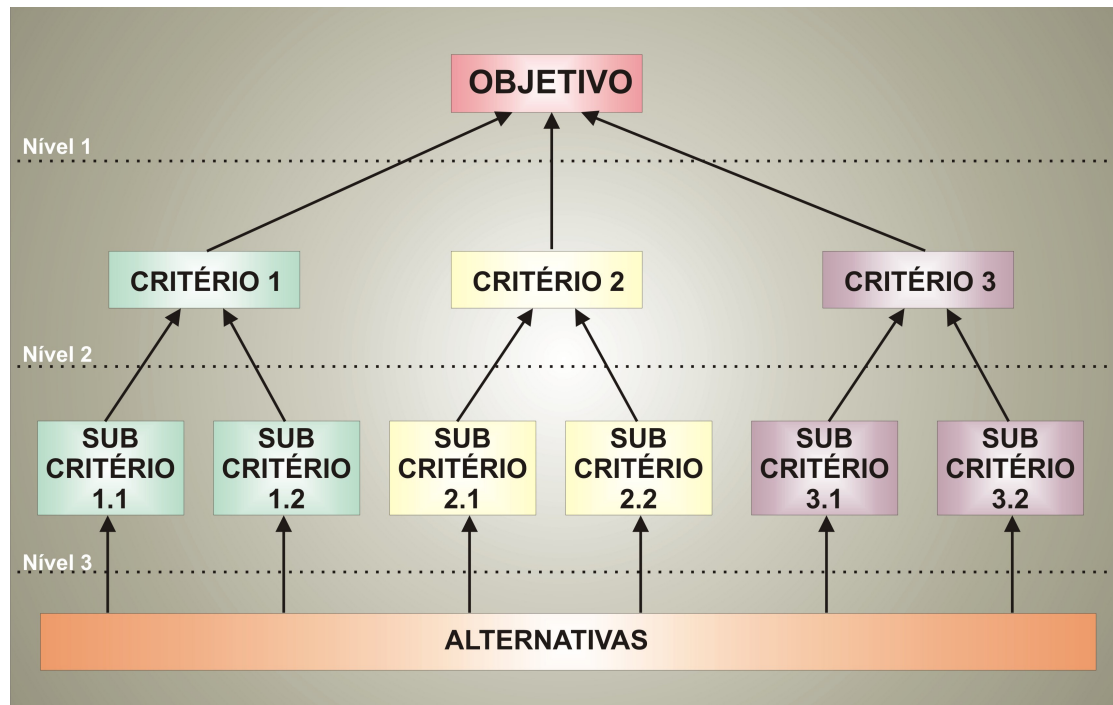 OBJETIVO
Nível 1
CRITÉRIO 1
CRITÉRIO 2
CRITÉRIO 3
Nível 2
SUB
CRITÉRIO
1.1
SUB
CRITÉRIO
1.2
SUB
CRITÉRIO
2.1
SUB
CRITÉRIO
2.2
SUB
CRITÉRIO
3.1
SUB
CRITÉRIO
3.2
Nível 3
ALTERNATIVAS